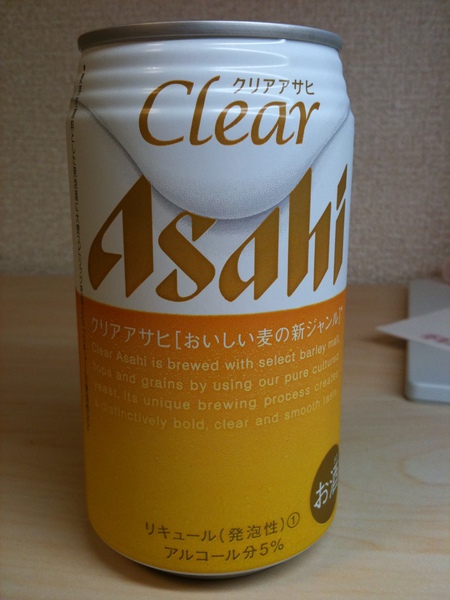 クリアアサヒ
Clear
Asahi
クリアアサヒ[おいしい麦の新ジャンル]
Clear Asahi is brewed with select barley malt,
hops and grains by using our pure cultured
yeast. Its unique brewing process creates
a distinctively bold, clear and smooth taste.
お酒
リキュール(発泡性)①
アルコール分5%